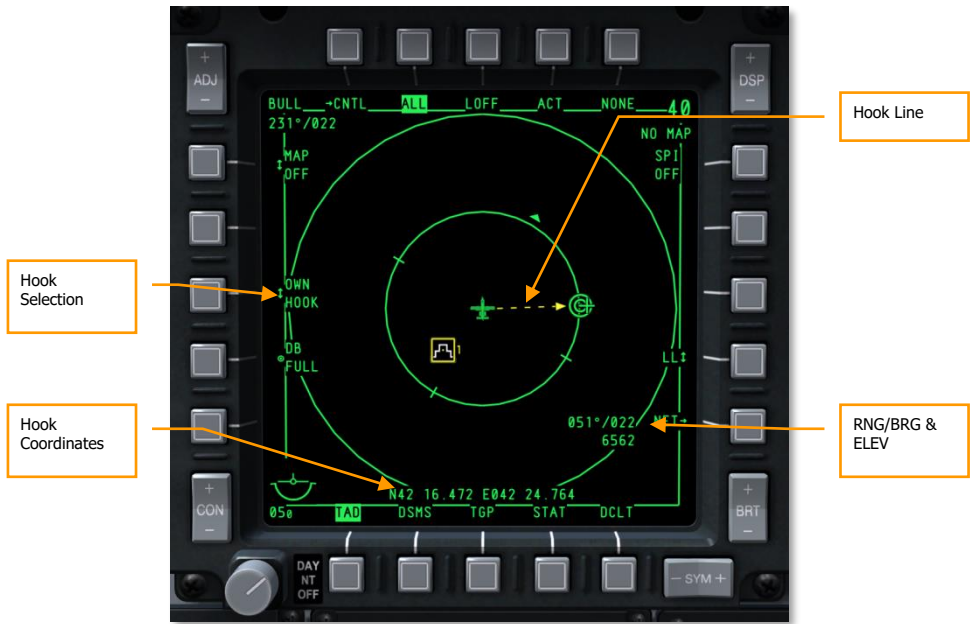 +
ADJ
−
+
DSP
−
BULL →CNTL ALL LOFF ACT NONE 40
231°/022
NO MAP
MAP
OFF
SPI
OFF
Hook Line
Hook
Selection
OWN
HOOK
1
DB
FULL
LL
Hook
Coordinates
051°/022 NET→
6562
RNG/BRG &
ELEV
N42 16.472 E042 24.764
+
CON
−
+
BRT
−
TAD DSMS TGP STAT DCLT
DAY
NT
OFF
− SYM +